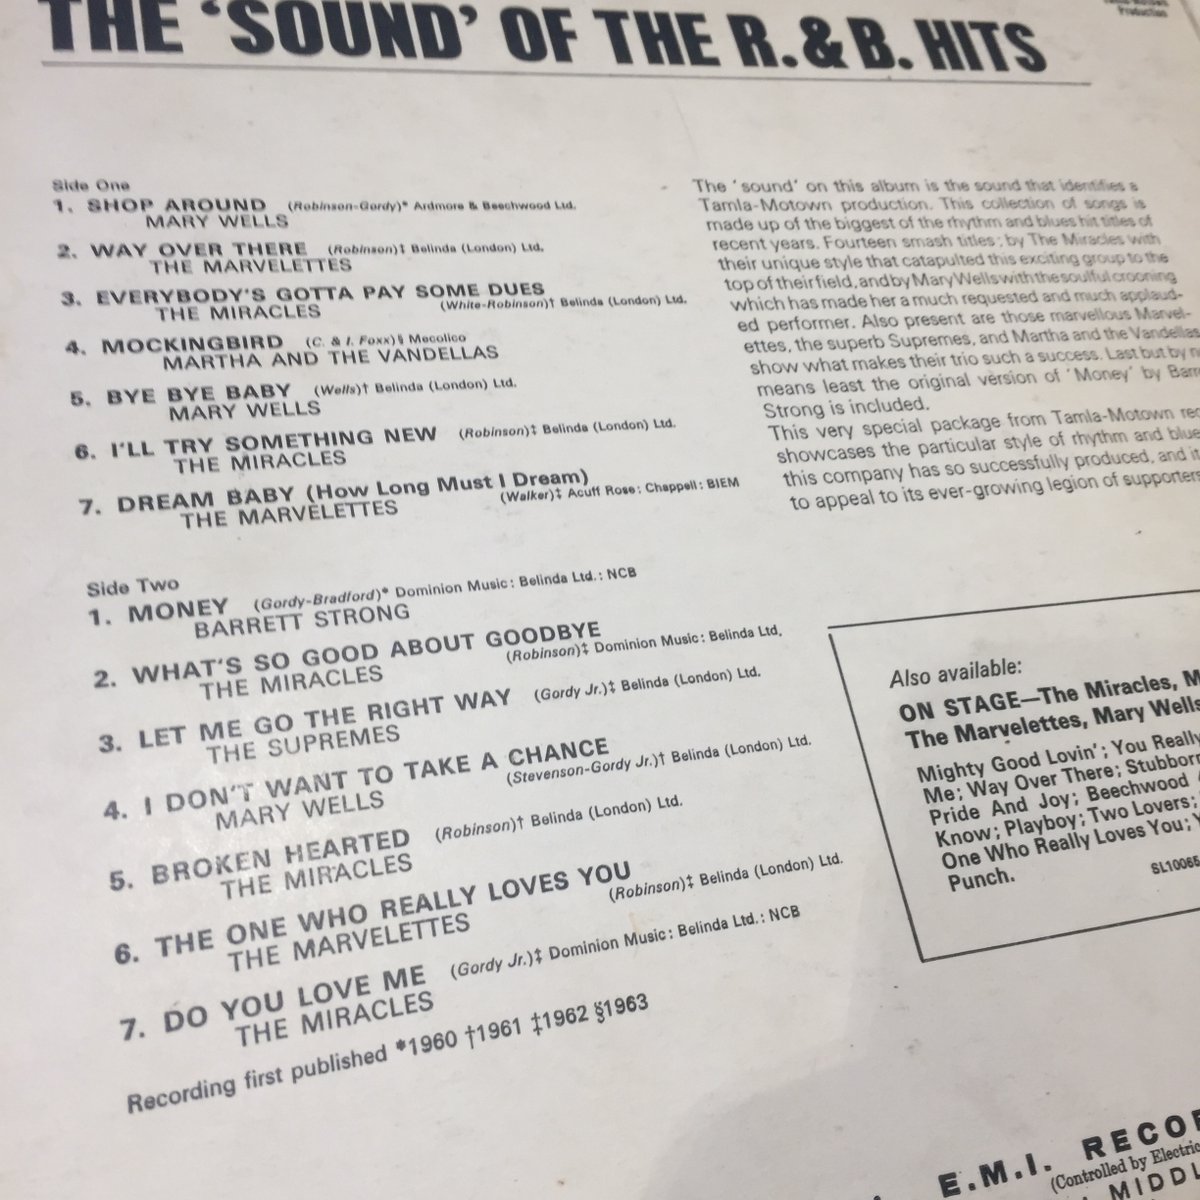 THE 'SOUND' OF THE R. & B. HITS
Production
Side One
1. SHOP AROUND (Robinson-Gordy)* Ardmore & Beechwood Ltd.
MARY WELLS
2. WAY OVER THERE (Robinson)‡ Belinda (London) Ltd.
THE MARVELETTES
3. EVERYBODY'S GOTTA PAY SOME DUES
(White-Robinson)† Belinda (London) Ltd.
THE MIRACLES
4. MOCKINGBIRD (C. & I. Foxx)§ Mecolico
MARTHA AND THE VANDELLAS
5. BYE BYE BABY (Wells)† Belinda (London) Ltd.
MARY WELLS
6. I'LL TRY SOMETHING NEW (Robinson)‡ Belinda (London) Ltd.
THE MIRACLES
7. DREAM BABY (How Long Must I Dream)
(Walker)‡ Acuff Rose: Chappell: BIEM
THE MARVELETTES
Side Two
1. MONEY (Gordy-Bradford)* Dominion Music: Belinda Ltd.: NCB
BARRETT STRONG
2. WHAT'S SO GOOD ABOUT GOODBYE
(Robinson)‡ Dominion Music: Belinda Ltd.
THE MIRACLES
3. LET ME GO THE RIGHT WAY (Gordy Jr.)‡ Belinda (London) Ltd.
THE SUPREMES
4. I DON'T WANT TO TAKE A CHANCE
(Stevenson-Gordy Jr.)† Belinda (London) Ltd.
MARY WELLS
5. BROKEN HEARTED (Robinson)† Belinda (London) Ltd.
THE MIRACLES
6. THE ONE WHO REALLY LOVES YOU
(Robinson)‡ Belinda (London) Ltd.
THE MARVELETTES
7. DO YOU LOVE ME (Gordy Jr.)‡ Dominion Music: Belinda Ltd.: NCB
THE MIRACLES
Recording first published *1960 †1961 ‡1962 §1963
The 'sound' on this album is the sound that identifies a
Tamla-Motown production. This collection of songs is
made up of the biggest of the rhythm and blues hit titles of
recent years. Fourteen smash titles; by The Miracles with
their unique style that catapulted this exciting group to the
top of their field, and by Mary Wells with the soulful crooning
which has made her a much requested and much applaud-
ed performer. Also present are those marvellous Marvel-
ettes, the superb Supremes, and Martha and the Vandellas
show what makes their trio such a success. Last but by n
means least the original version of 'Money' by Barr
Strong is included.
This very special package from Tamla-Motown rec
showcases the particular style of rhythm and blue
this company has so successfully produced, and it
to appeal to its ever-growing legion of supporters
Also available:
ON STAGE—The Miracles, M
The Marvelettes, Mary Wells
Mighty Good Lovin'; You Really
Me; Way Over There; Stubborn
Pride And Joy; Beechwood
Know; Playboy; Two Lovers;
One Who Really Loves You; Y
Punch.
SL10065
E.M.I. RECOR
(Controlled by Electric
MIDDL